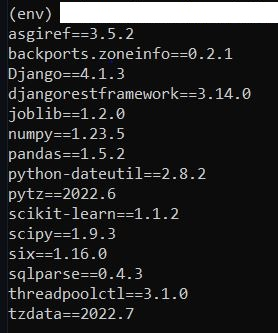 (env)
asgiref==3.5.2
backports.zoneinfo==0.2.1
Django==4.1.3
djangorestframework==3.14.0
joblib==1.2.0
numpy==1.23.5
pandas==1.5.2
python-dateutil==2.8.2
pytz==2022.6
scikit-learn==1.1.2
scipy==1.9.3
six==1.16.0
sqlparse==0.4.3
threadpoolctl==3.1.0
tzdata==2022.7